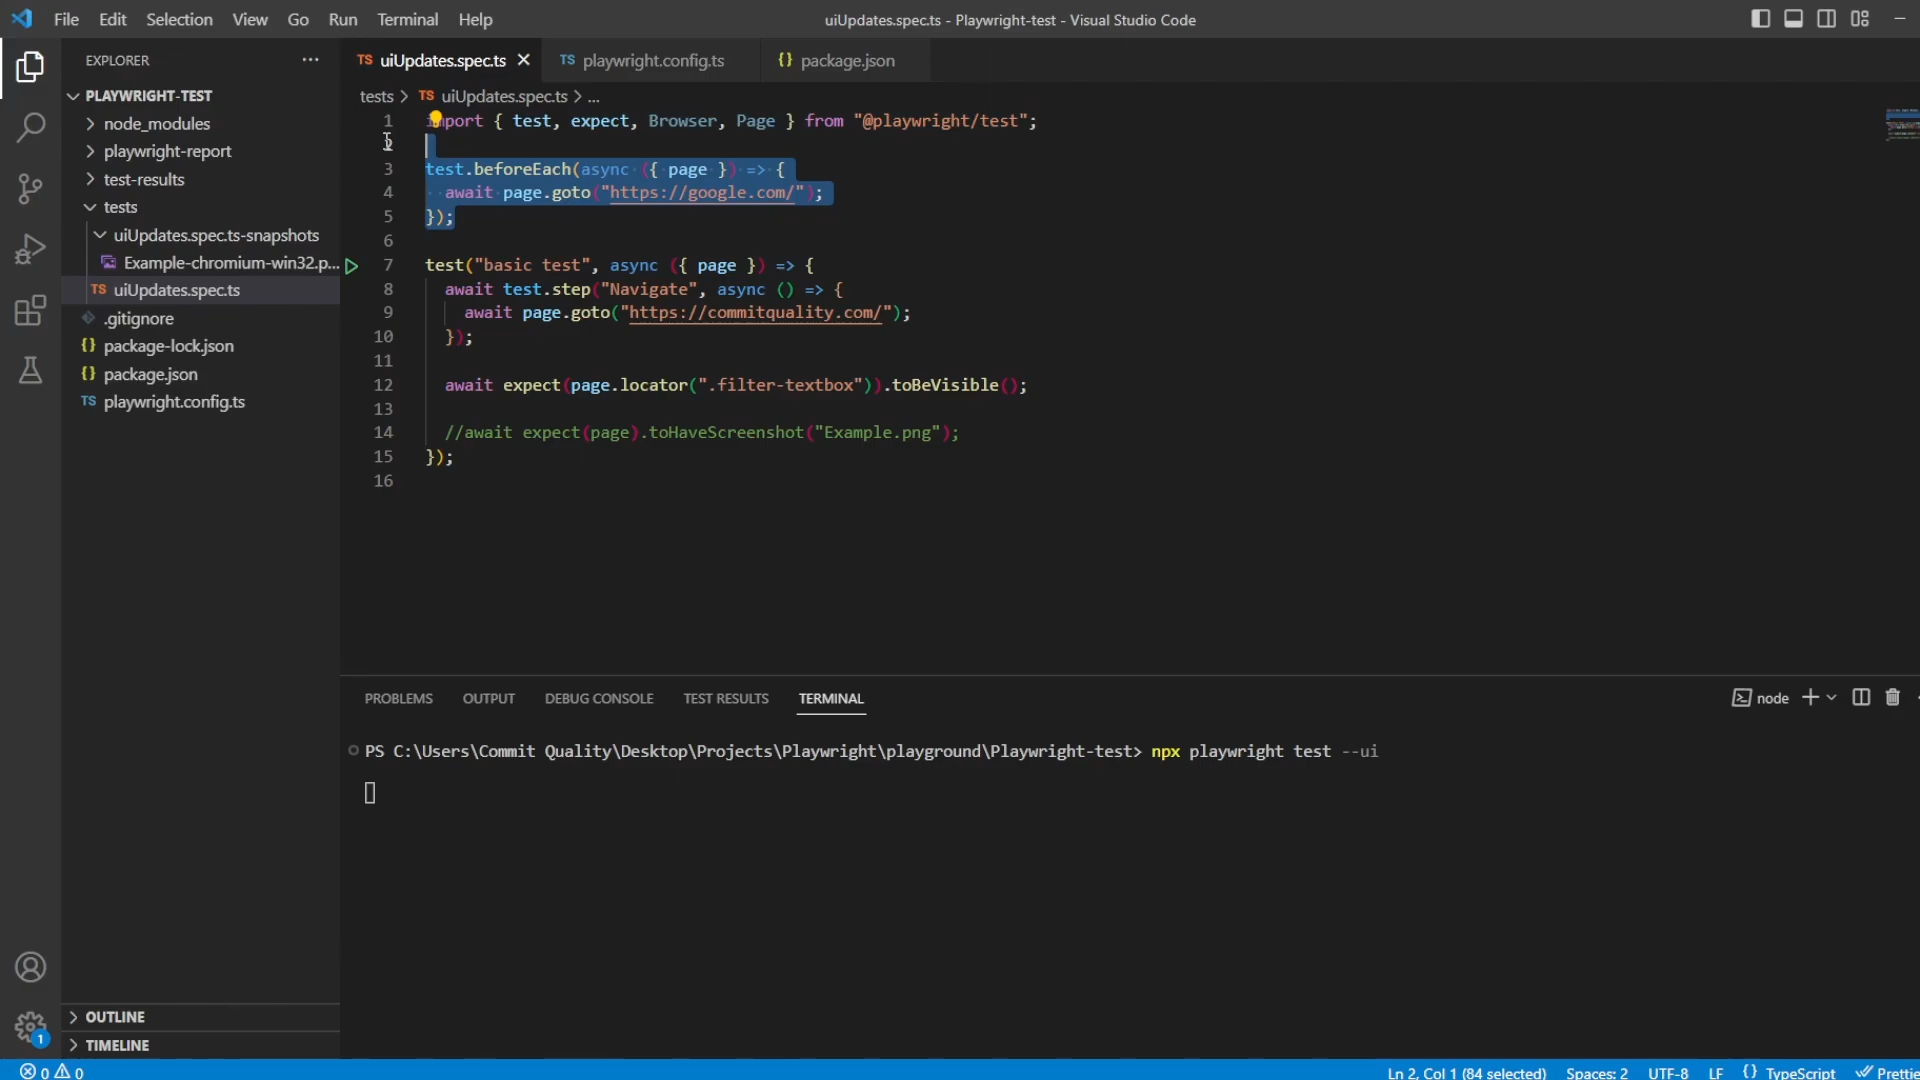 File Edit Selection View Go Run Terminal Help
uiUpdates.spec.ts - Playwright-test - Visual Studio Code
EXPLORER
PLAYWRIGHT-TEST
node_modules
playwright-report
test-results
tests
uiUpdates.spec.ts-snapshots
Example-chromium-win32.p...
TS uiUpdates.spec.ts
.gitignore
{} package-lock.json
{} package.json
TS playwright.config.ts
OUTLINE
TIMELINE
TS uiUpdates.spec.ts
TS playwright.config.ts
{} package.json
tests > TS uiUpdates.spec.ts > ...
1 import { test, expect, Browser, Page } from "@playwright/test";
2
3 test.beforeEach(async ({ page }) => {
4 await page.goto("https://google.com/");
5 });
6
7 test("basic test", async ({ page }) => {
8 await test.step("Navigate", async () => {
9 await page.goto("https://commitquality.com/");
10 });
11
12 await expect(page.locator(".filter-textbox")).toBeVisible();
13
14 //await expect(page).toHaveScreenshot("Example.png");
15 });
16
PROBLEMS OUTPUT DEBUG CONSOLE TEST RESULTS TERMINAL
node
PS C:\Users\Commit Quality\Desktop\Projects\Playwright\playground\Playwright-test> npx playwright test --ui
1
0 0
Ln 2, Col 1 (84 selected) Spaces: 2 UTF-8 LF {} TypeScript Prettie